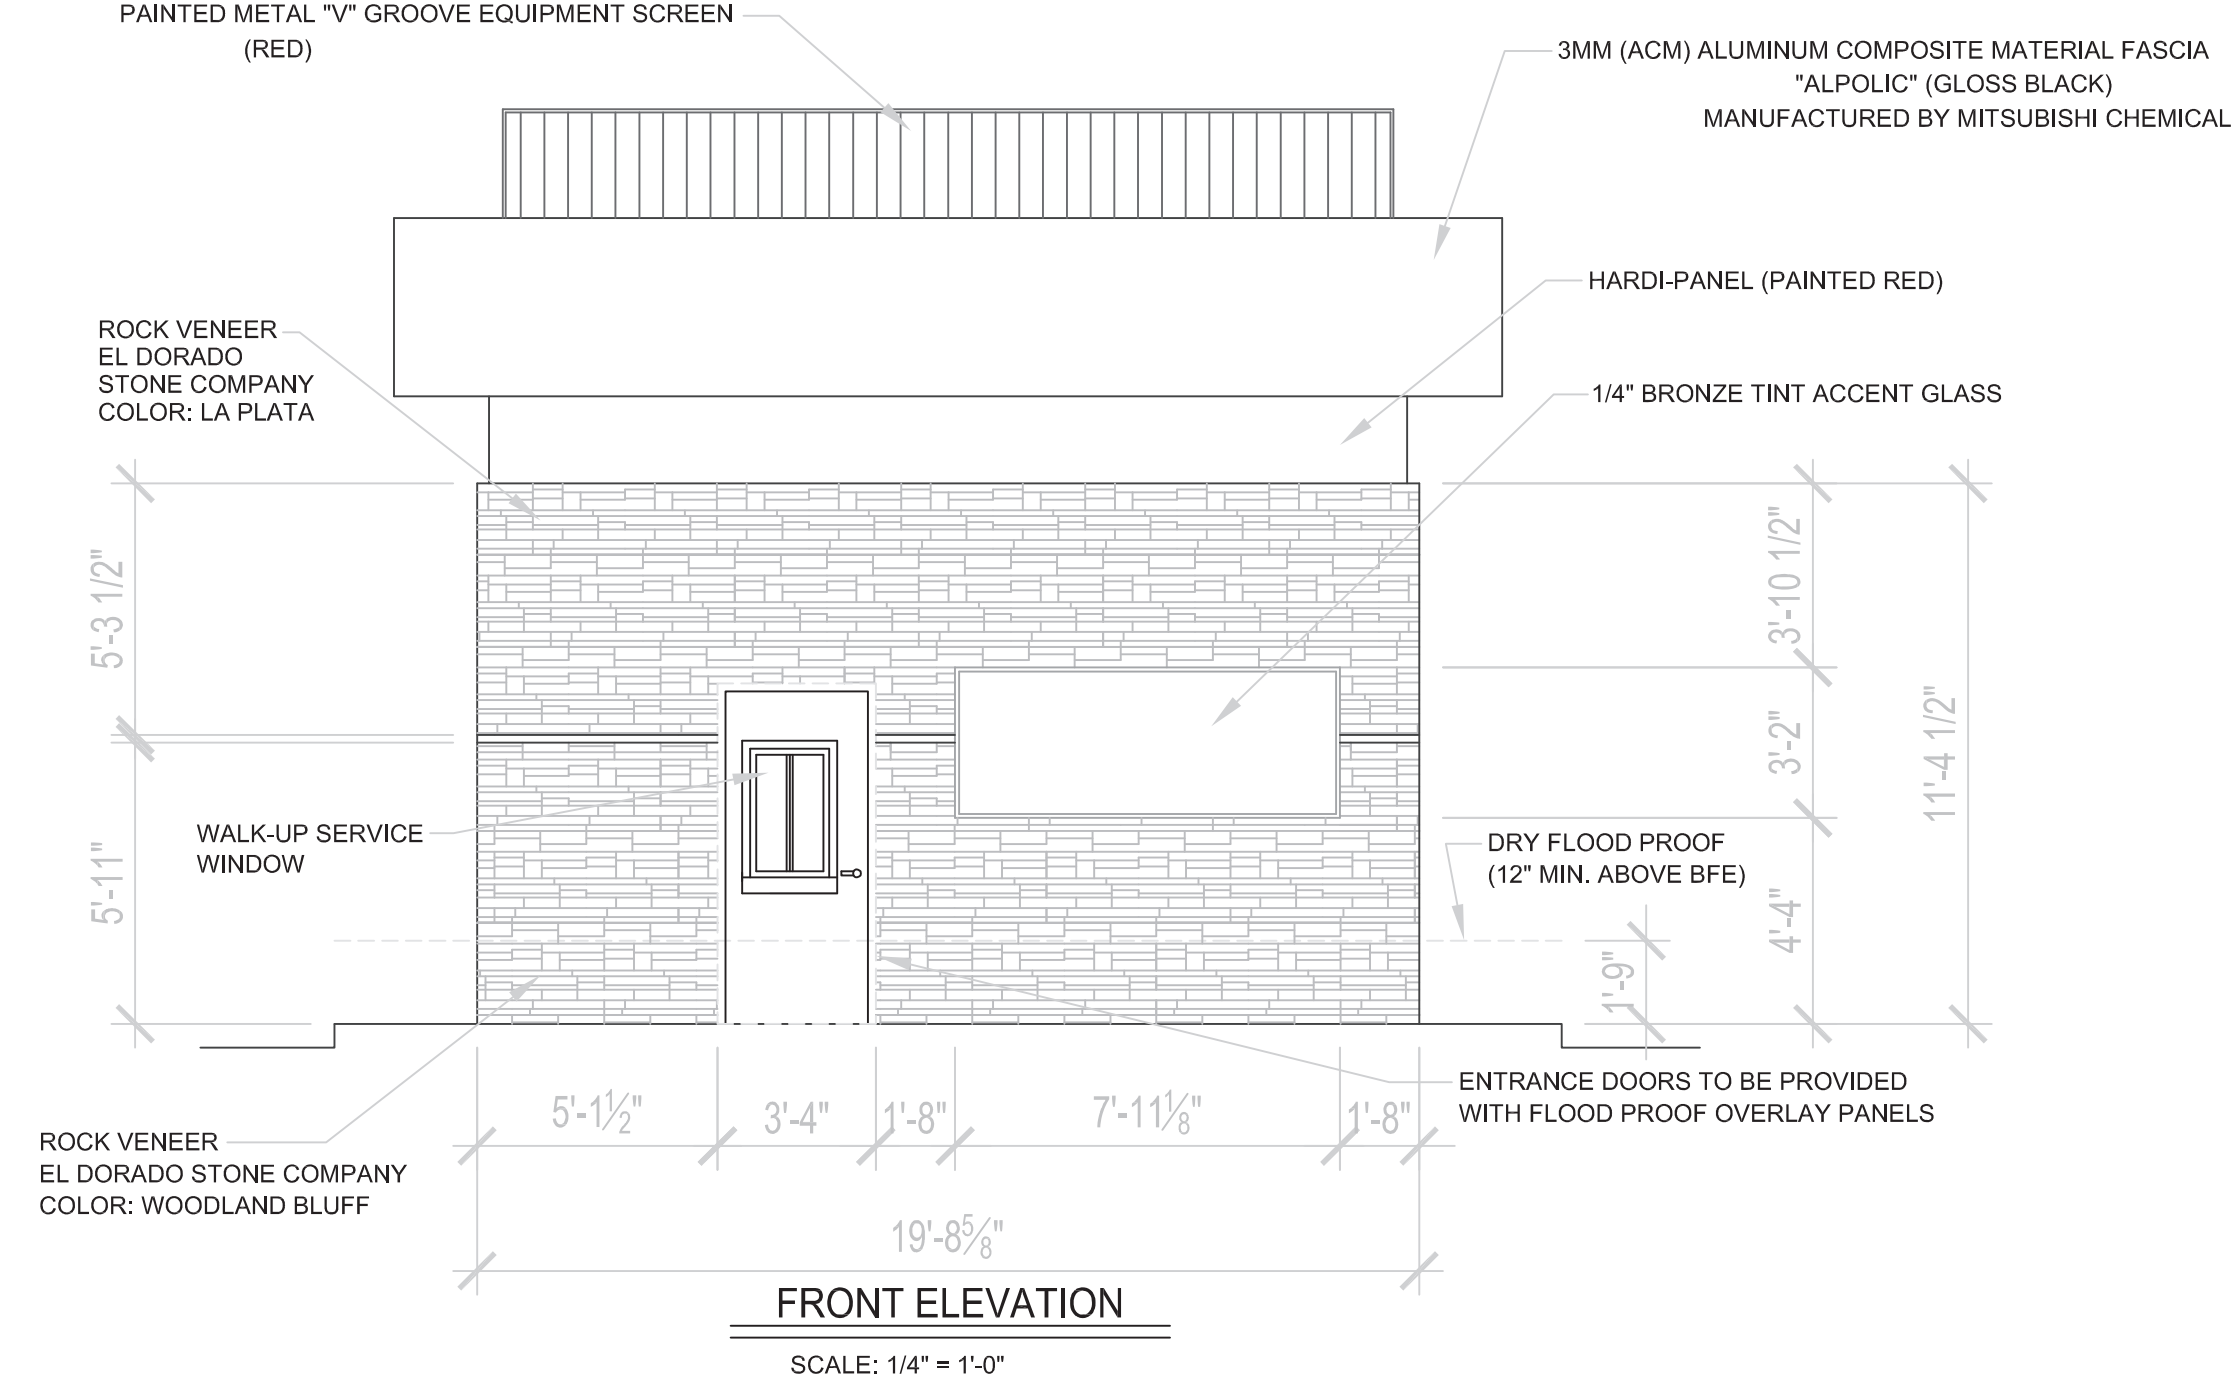 PAINTED METAL "V" GROOVE EQUIPMENT SCREEN
(RED)
3MM (ACM) ALUMINUM COMPOSITE MATERIAL FASCIA
"ALPOLIC" (GLOSS BLACK)
MANUFACTURED BY MITSUBISHI CHEMICAL
HARDI-PANEL (PAINTED RED)
ROCK VENEER
EL DORADO
STONE COMPANY
COLOR: LA PLATA
1/4" BRONZE TINT ACCENT GLASS
5'-3 1/2"
5'-11"
3'-10 1/2"
3'-2"
4'-4"
11'-4 1/2"
1'-9"
WALK-UP SERVICE
WINDOW
DRY FLOOD PROOF
(12" MIN. ABOVE BFE)
ENTRANCE DOORS TO BE PROVIDED
WITH FLOOD PROOF OVERLAY PANELS
ROCK VENEER
EL DORADO STONE COMPANY
COLOR: WOODLAND BLUFF
5'-1½" 3'-4" 1'-8" 7'-11⅛" 1'-8"
19'-8⅝"
FRONT ELEVATION
SCALE: 1/4" = 1'-0"